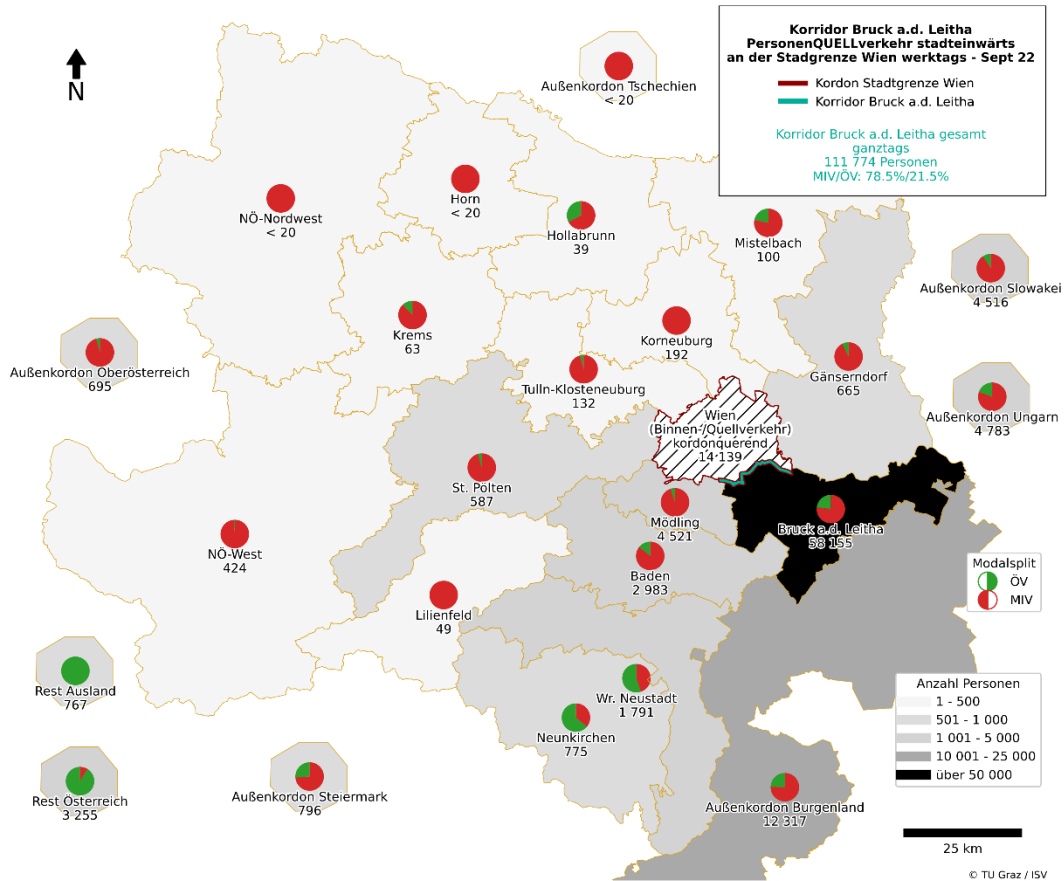 Korridor Bruck a.d. Leitha
PersonenQUELLverkehr stadteinwärts
an der Stadgrenze Wien werktags - Sept 22
Kordon Stadtgrenze Wien
Korridor Bruck a.d. Leitha
Korridor Bruck a.d. Leitha gesamt
ganztags
111 774 Personen
MIV/ÖV: 78.5%/21.5%
N
Außenkordon Tschechien
< 20
NÖ-Nordwest
< 20
Horn
< 20
Hollabrunn
39
Mistelbach
100
Außenkordon Slowakei
4 516
Krems
63
Korneuburg
192
Außenkordon Oberösterreich
695
Tulln-Klosteneuburg
132
Gänserndorf
665
Außenkordon Ungarn
4 783
Wien
(Binnen-/Quellverkehr)
kordonquerend
14 139
St. Pölten
587
Mödling
4 521
Bruck a.d. Leitha
58 155
NÖ-West
424
Baden
2 983
Modalsplit
ÖV
MIV
Lilienfeld
49
Rest Ausland
767
Wr. Neustadt
1 791
Neunkirchen
775
Anzahl Personen
1 - 500
501 - 1 000
1 001 - 5 000
10 001 - 25 000
über 50 000
Rest Österreich
3 255
Außenkordon Steiermark
796
Außenkordon Burgenland
12 317
25 km
© TU Graz / ISV